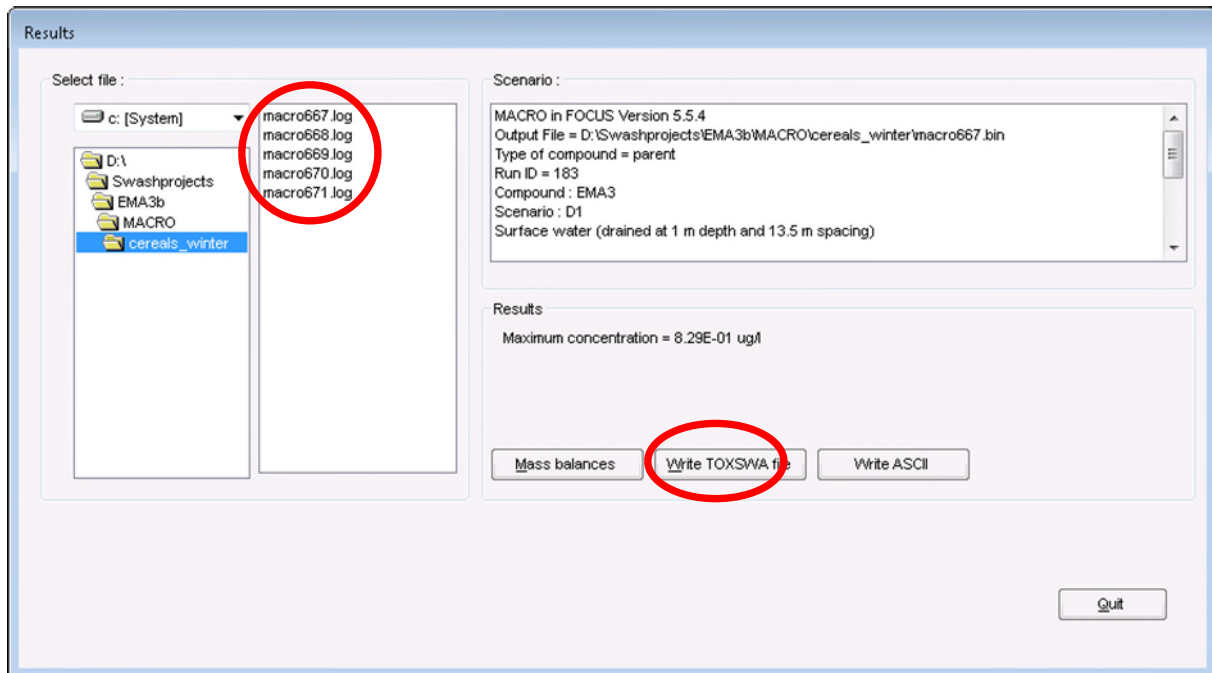 Results
Select file :
c: [System]
D:\
Swashprojects
EMA3b
MACRO
cereals_winter
macro667.log
macro668.log
macro669.log
macro670.log
macro671.log
Scenario :
MACRO in FOCUS Version 5.5.4
Output File = D:\Swashprojects\EMA3b\MACRO\cereals_winter\macro667.bin
Type of compound = parent
Run ID = 183
Compound : EMA3
Scenario : D1
Surface water (drained at 1 m depth and 13.5 m spacing)
Results
Maximum concentration = 8.29E-01 ug/l
Mass balances
Write TOXSWA file
Write ASCII
Quit